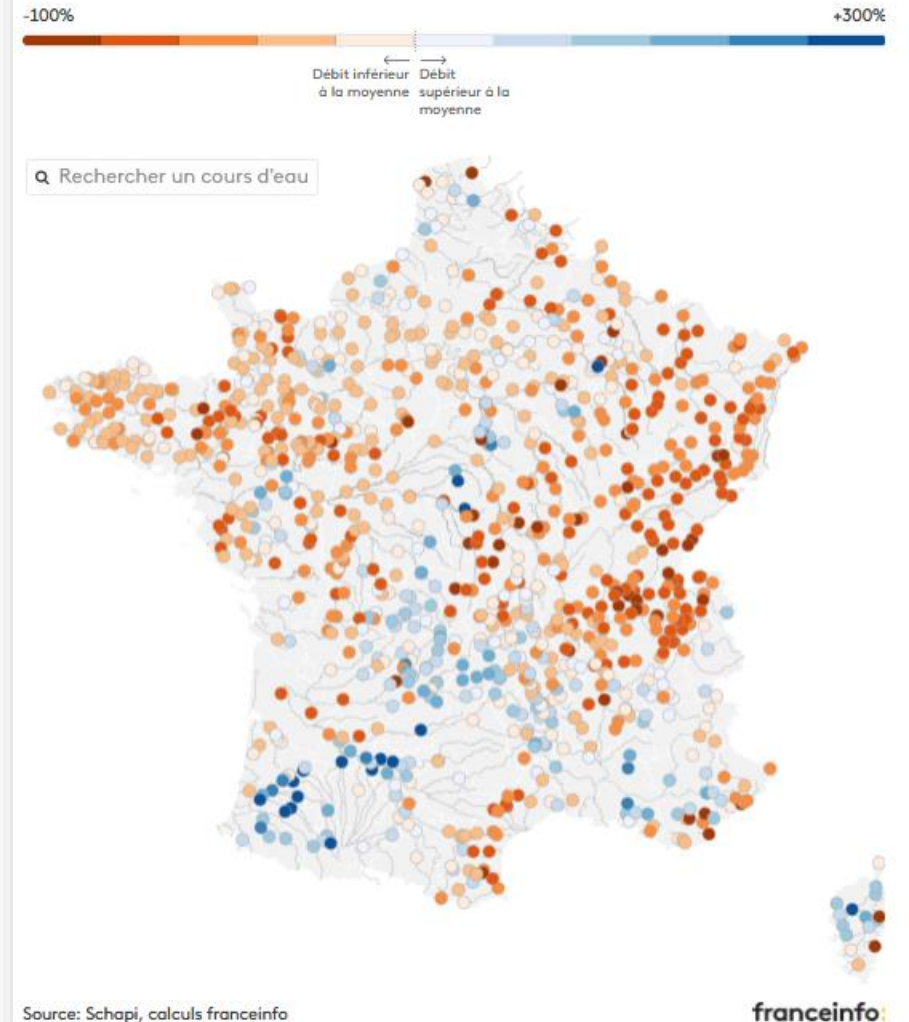 -100%
+300%
Débit inférieur
à la moyenne
Débit
supérieur à la
moyenne
Rechercher un cours d'eau
Source: Schapi, calculs franceinfo
franceinfo: